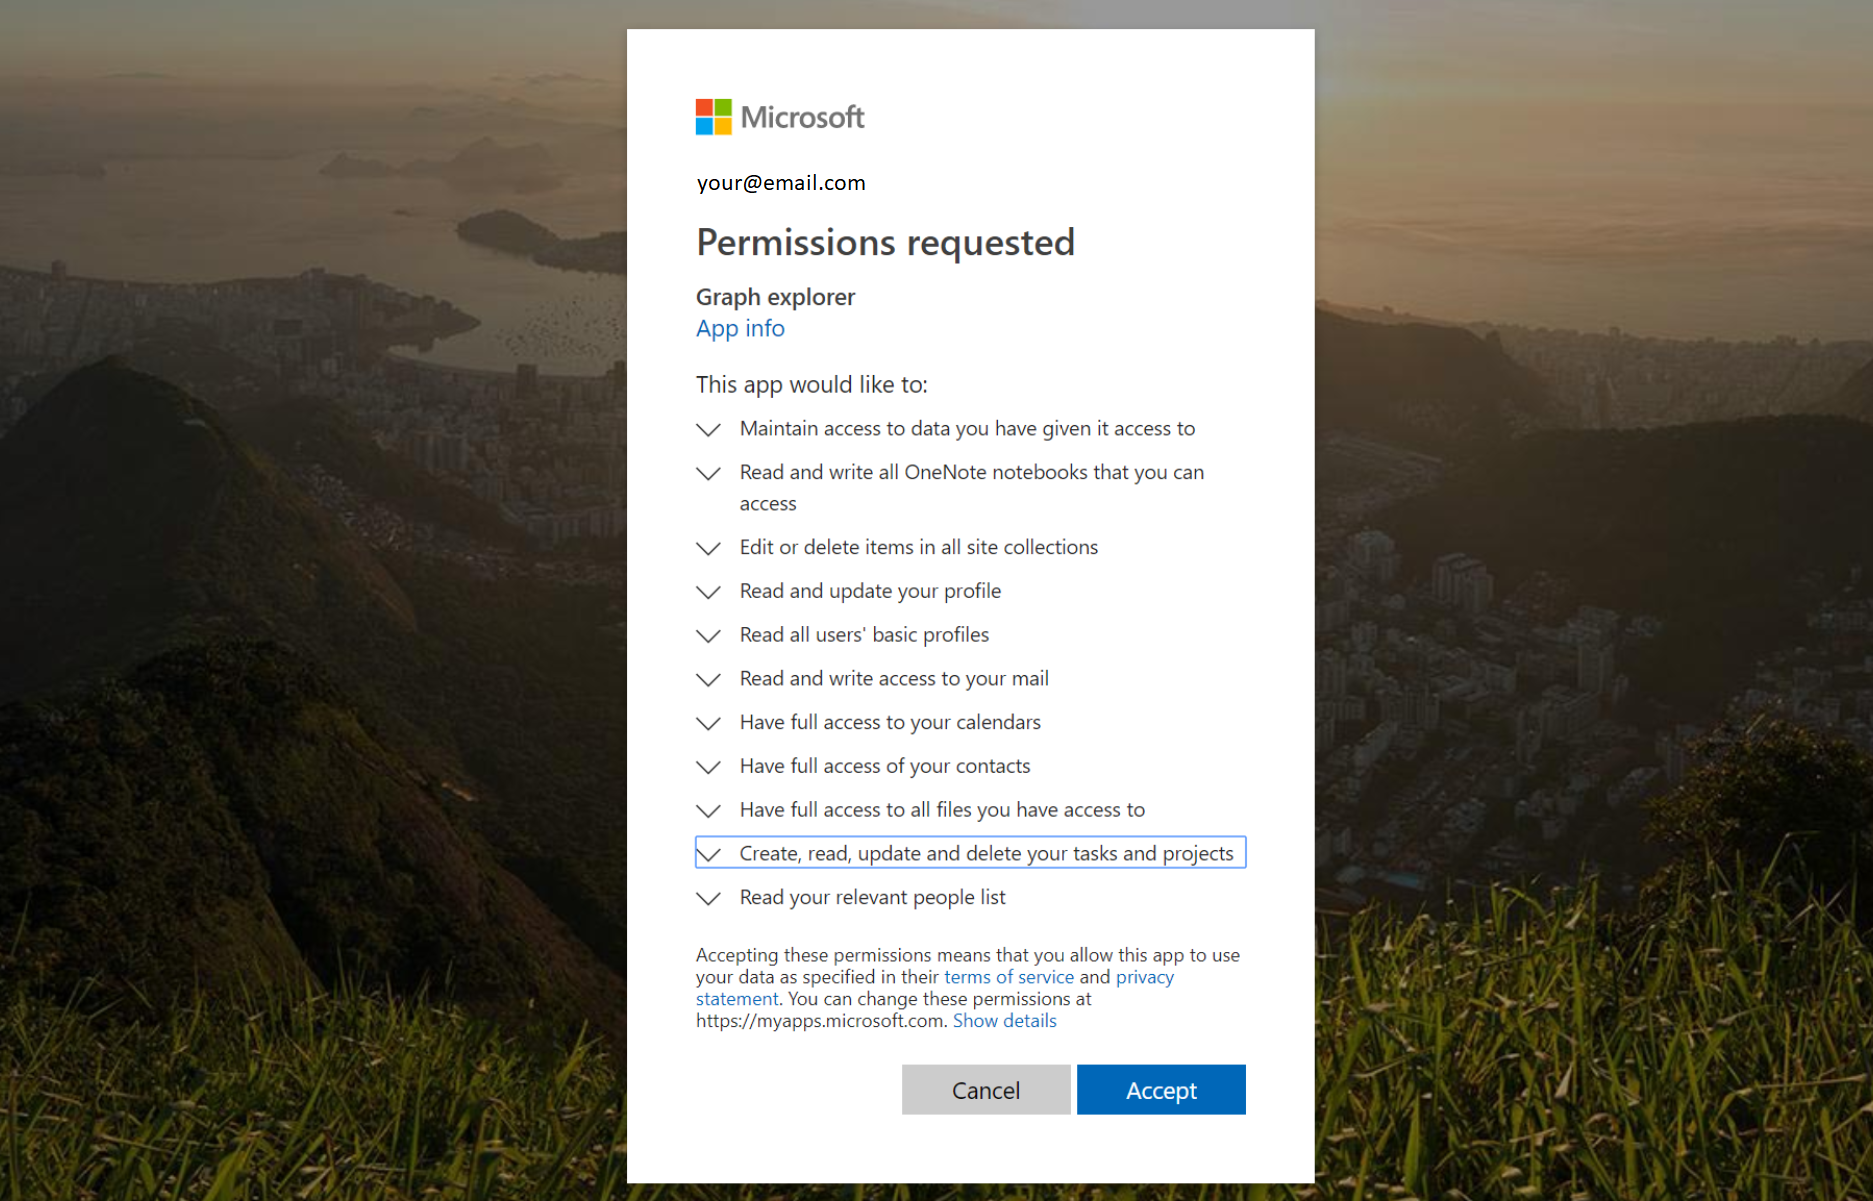 Microsoft
your@email.com
Permissions requested
Graph explorer
App info
This app would like to:
Maintain access to data you have given it access to
Read and write all OneNote notebooks that you can
access
Edit or delete items in all site collections
Read and update your profile
Read all users' basic profiles
Read and write access to your mail
Have full access to your calendars
Have full access of your contacts
Have full access to all files you have access to
Create, read, update and delete your tasks and projects
Read your relevant people list
Accepting these permissions means that you allow this app to use
your data as specified in their terms of service and privacy
statement. You can change these permissions at
https://myapps.microsoft.com. Show details
Cancel Accept